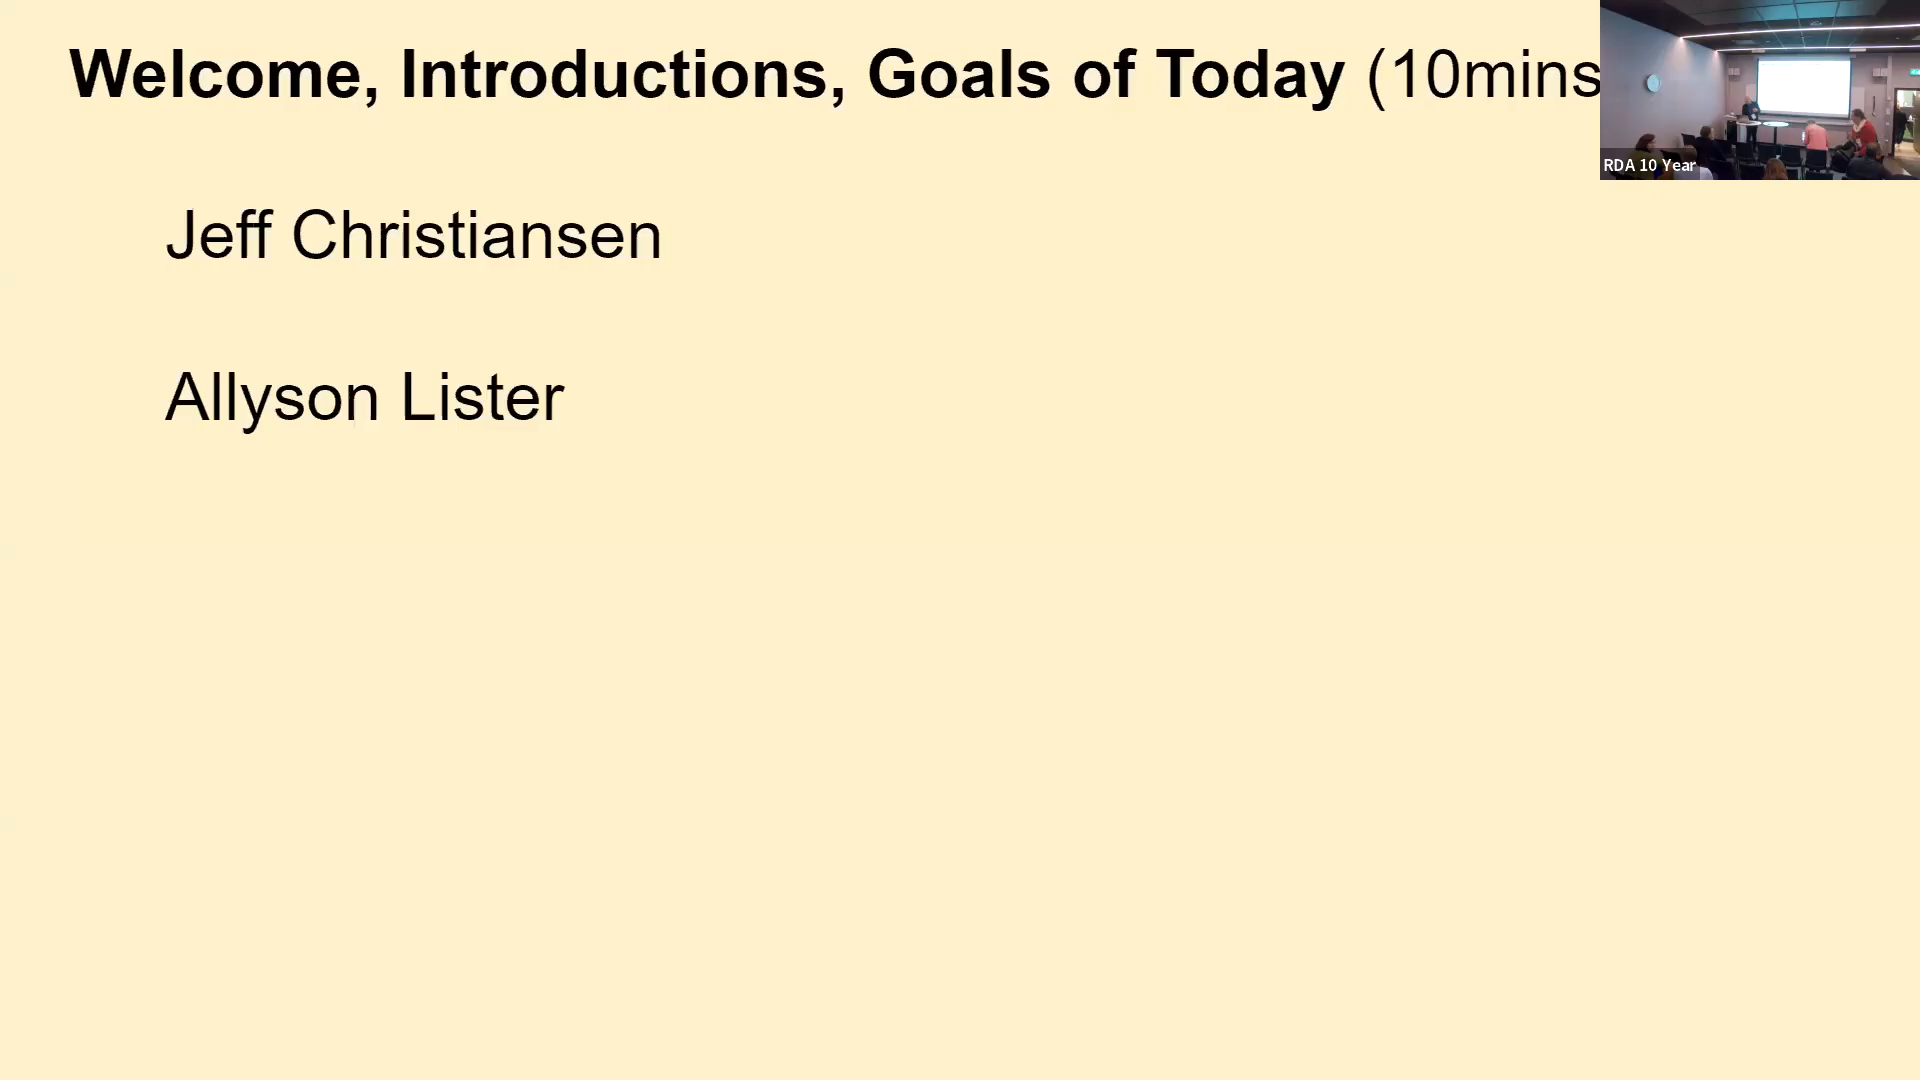 Welcome, Introductions, Goals of Today (10mins
RDA 10 Year
Jeff Christiansen
Allyson Lister